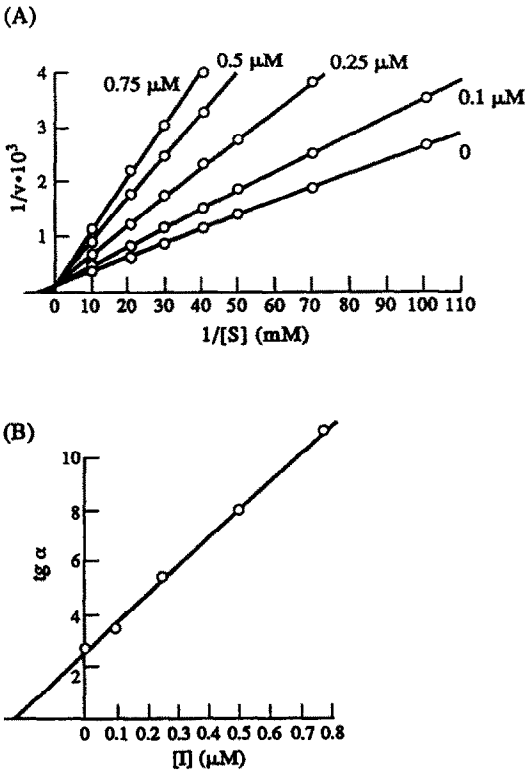 (A)
4
3
2
1
1/v•10³
0.75 µM
0.5 µM
0.25 µM
0.1 µM
0
0 10 20 30 40 50 60 70 80 90 100 110
1/[S] (mM)
(B)
10
8
6
4
2
tg α
0 0.1 0.2 0.3 0.4 0.5 0.6 0.7 0.8
[I] (µM)